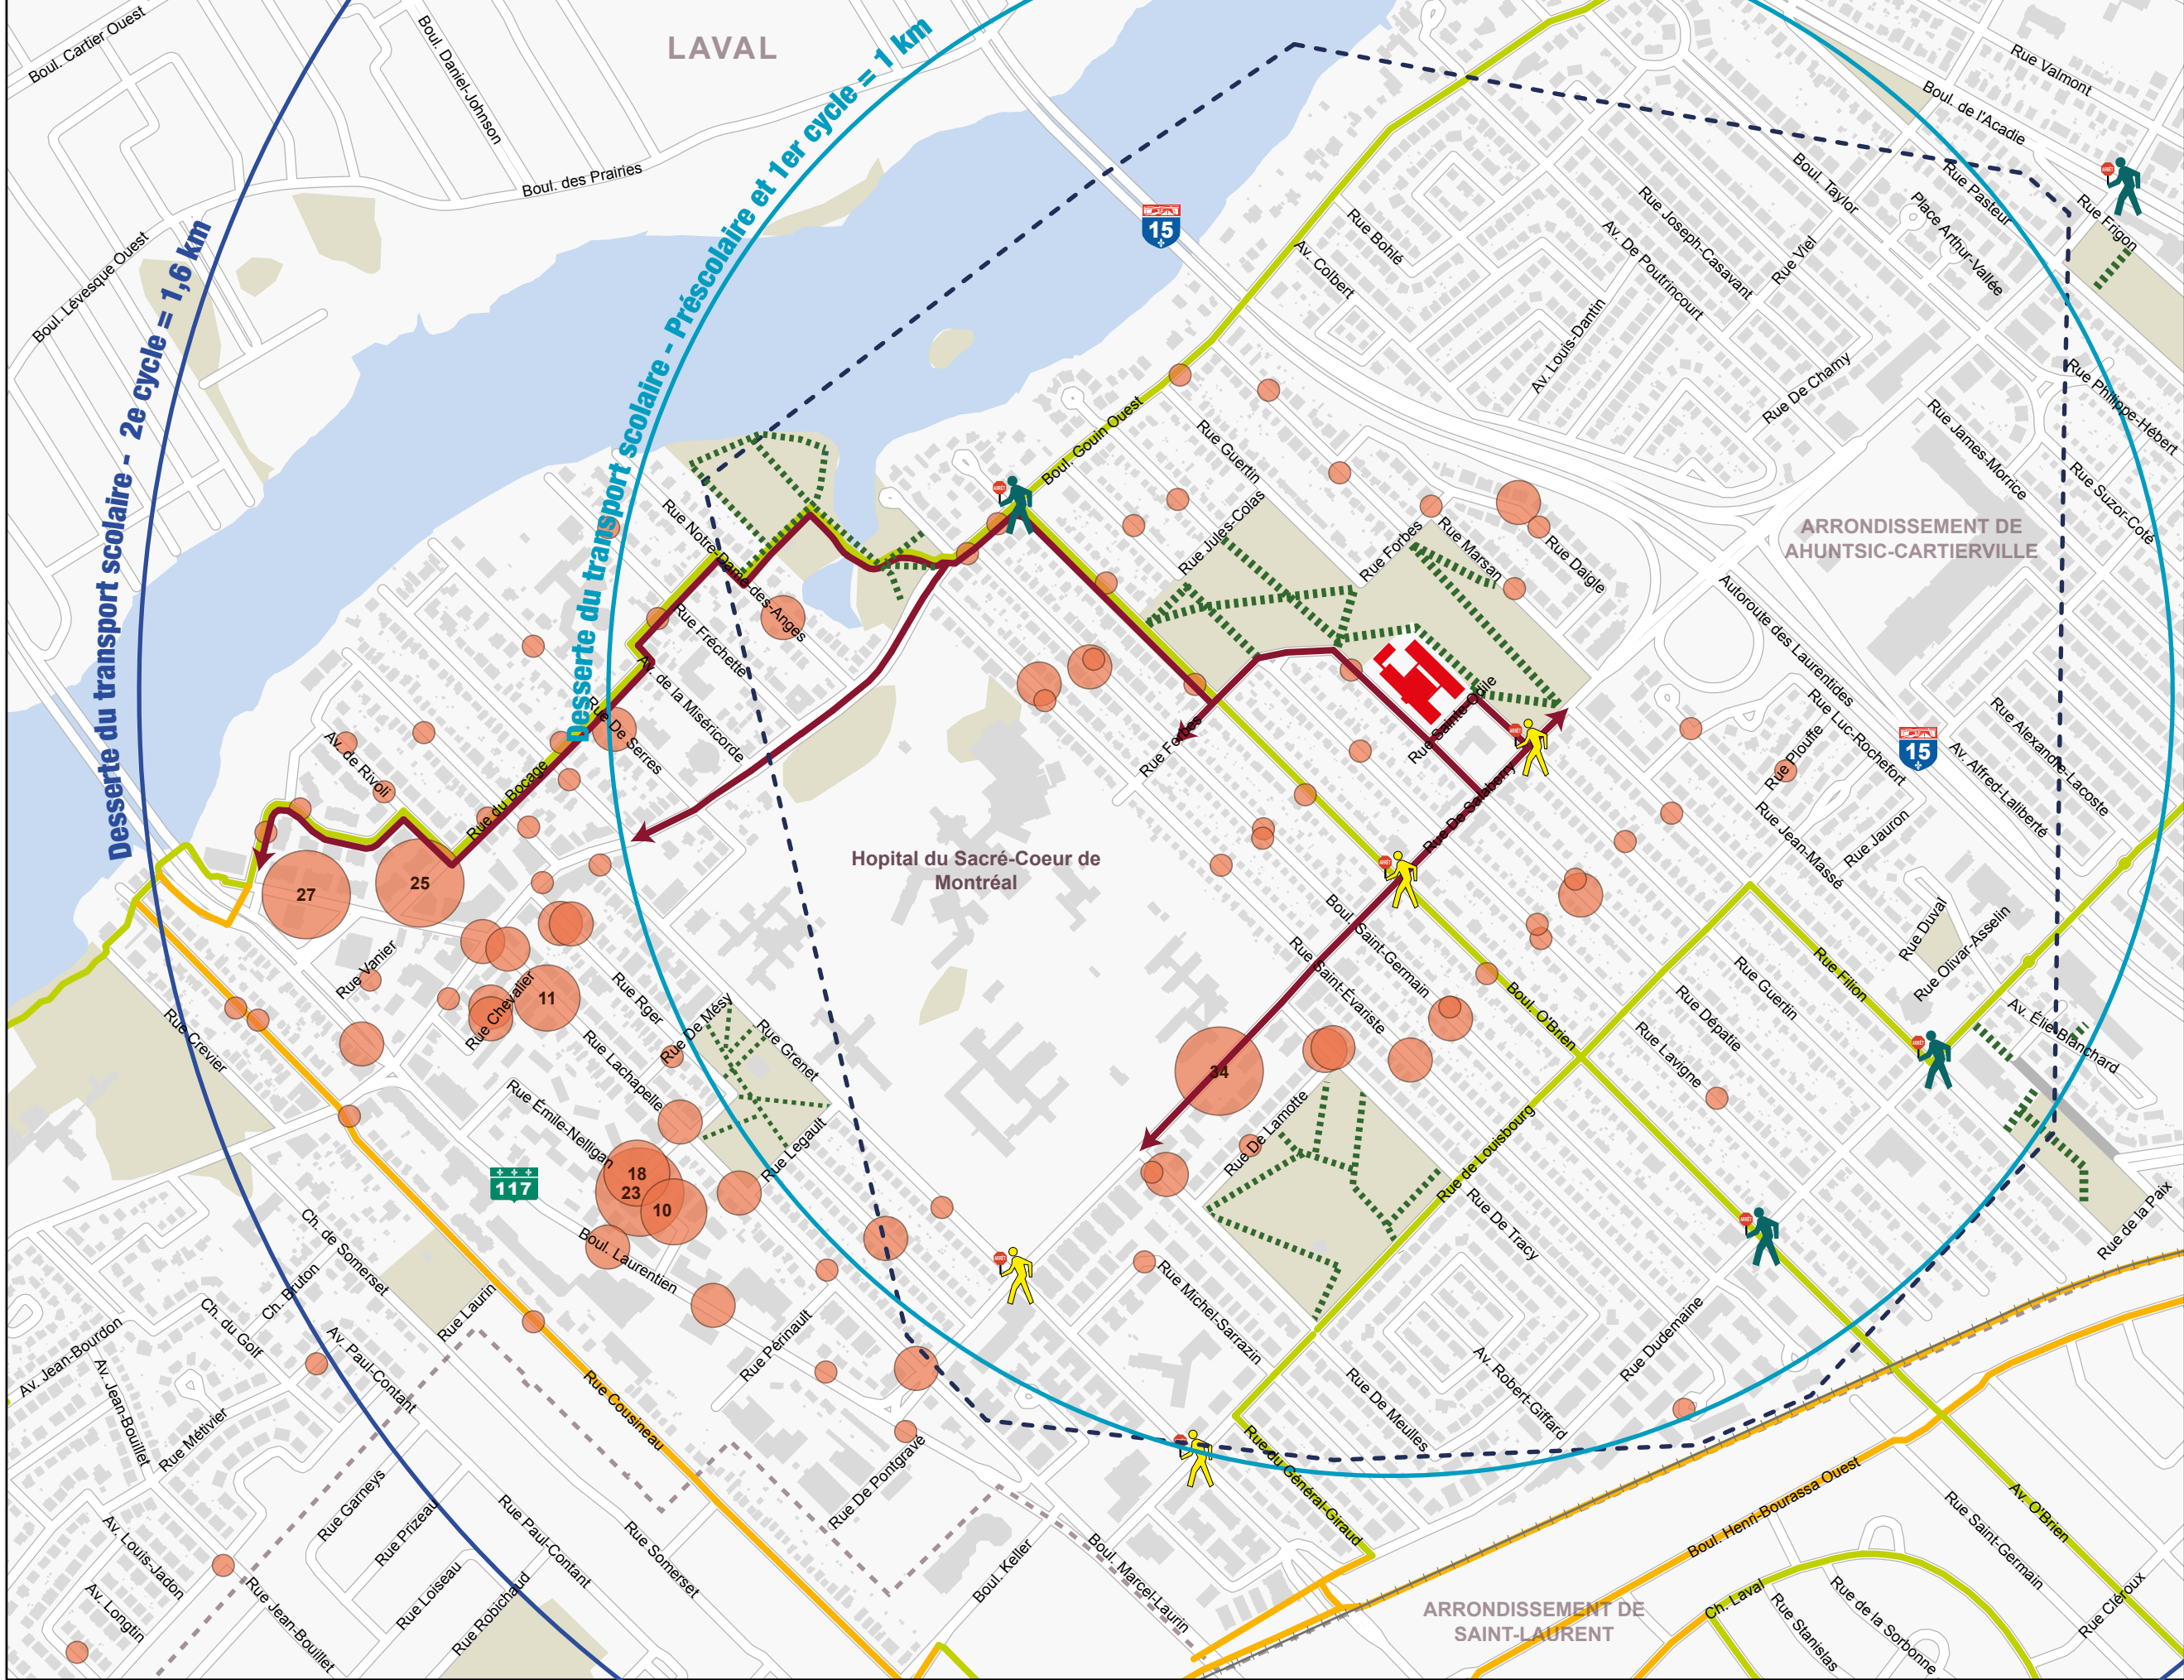 LAVAL
Boul. Cartier Ouest
Boul. Daniel-Johnson
Boul. des Prairies
Boul. Lévesque Ouest
Desserte du transport scolaire - 2e cycle = 1,6 km
Desserte du transport scolaire - Préscolaire et 1er cycle = 1 km
15
Rue Valmont
Boul. de l'Acadie
Boul. Taylor
Rue Pasteur
Rue Frigon
ARRÊT
Place Arthur-Vallée
Rue Joseph-Casavant
Av. De Poutrincourt
Rue Viel
Rue Bohlé
Av. Colbert
Av. Louis-Dantin
Rue De Charny
Rue Philippe-Hébert
Rue James-Morrice
Rue Suzor-Coté
ARRONDISSEMENT DE
AHUNTSIC-CARTIERVILLE
Boul. Gouin Ouest
Rue Guertin
Rue Jules-Colas
Rue Forbes
Rue Marsan
Rue Daigle
ARRÊT
Rue Notre-Dame-des-Anges
Rue Fréchette
Av. de la Miséricorde
Rue De Serres
Av. de Rivoli
Rue du Bocage
Rue Forbes
Rue Sainte-Odile
ARRÊT
Rue De Salaberry
ARRÊT
Autoroute des Laurentides
Rue Luc-Rochefort
Rue Plouffe
15
Av. Alfred-Laliberté
Rue Alexandre-Lacoste
Rue Jean-Massé
Rue Jauron
Hopital du Sacré-Coeur de
Montréal
27
25
Rue Vanier
Rue Chevalier
11
Rue Rger
Rue De Mésy
Rue Grenet
Rue Lachapelle
Rue Crevier
Rue Émile-Nelligan
Rue Legault
Boul. Saint-Germain
Rue Saint-Évariste
Boul. O'Brien
34
Rue De Lamotte
Rue Duval
Rue Olivar-Asselin
Rue Filion
Rue Guertin
Rue Dépatie
Rue Lavigne
Av. Élie-Blanchard
ARRÊT
117
18
23
10
Boul. Laurentien
Rue de Louisbourg
Rue De Tracy
ARRÊT
Rue de la Paix
Ch. de Somerset
Ch. Bruton
Ch. du Golf
Rue Laurin
Av. Jean-Bourdon
Av. Jean-Bouillet
Av. Paul-Contant
Rue Métivier
Rue Cousineau
Rue Périnault
ARRÊT
Rue Michel-Sarrazin
Rue De Meulles
Av. Robert-Giffard
Rue Dudemaine
Rue Garneys
Rue Prizeau
Rue De Pontgravé
ARRÊT
Rue du Général-Giraud
Boul. Henri-Bourassa Ouest
Av. O'Brien
Rue Saint-Germain
Av. Louis-Jadon
Av. Longtin
Rue Jean-Bouillet
Rue Loiseau
Rue Robichaud
Rue Paul-Contant
Rue Somerset
Boul. Keller
Boul. Marcel-Laurin
ARRONDISSEMENT DE
SAINT-LAURENT
Ch. Laval
Rue Stanislas
Rue de la Sorbonne
Rue Cléroux